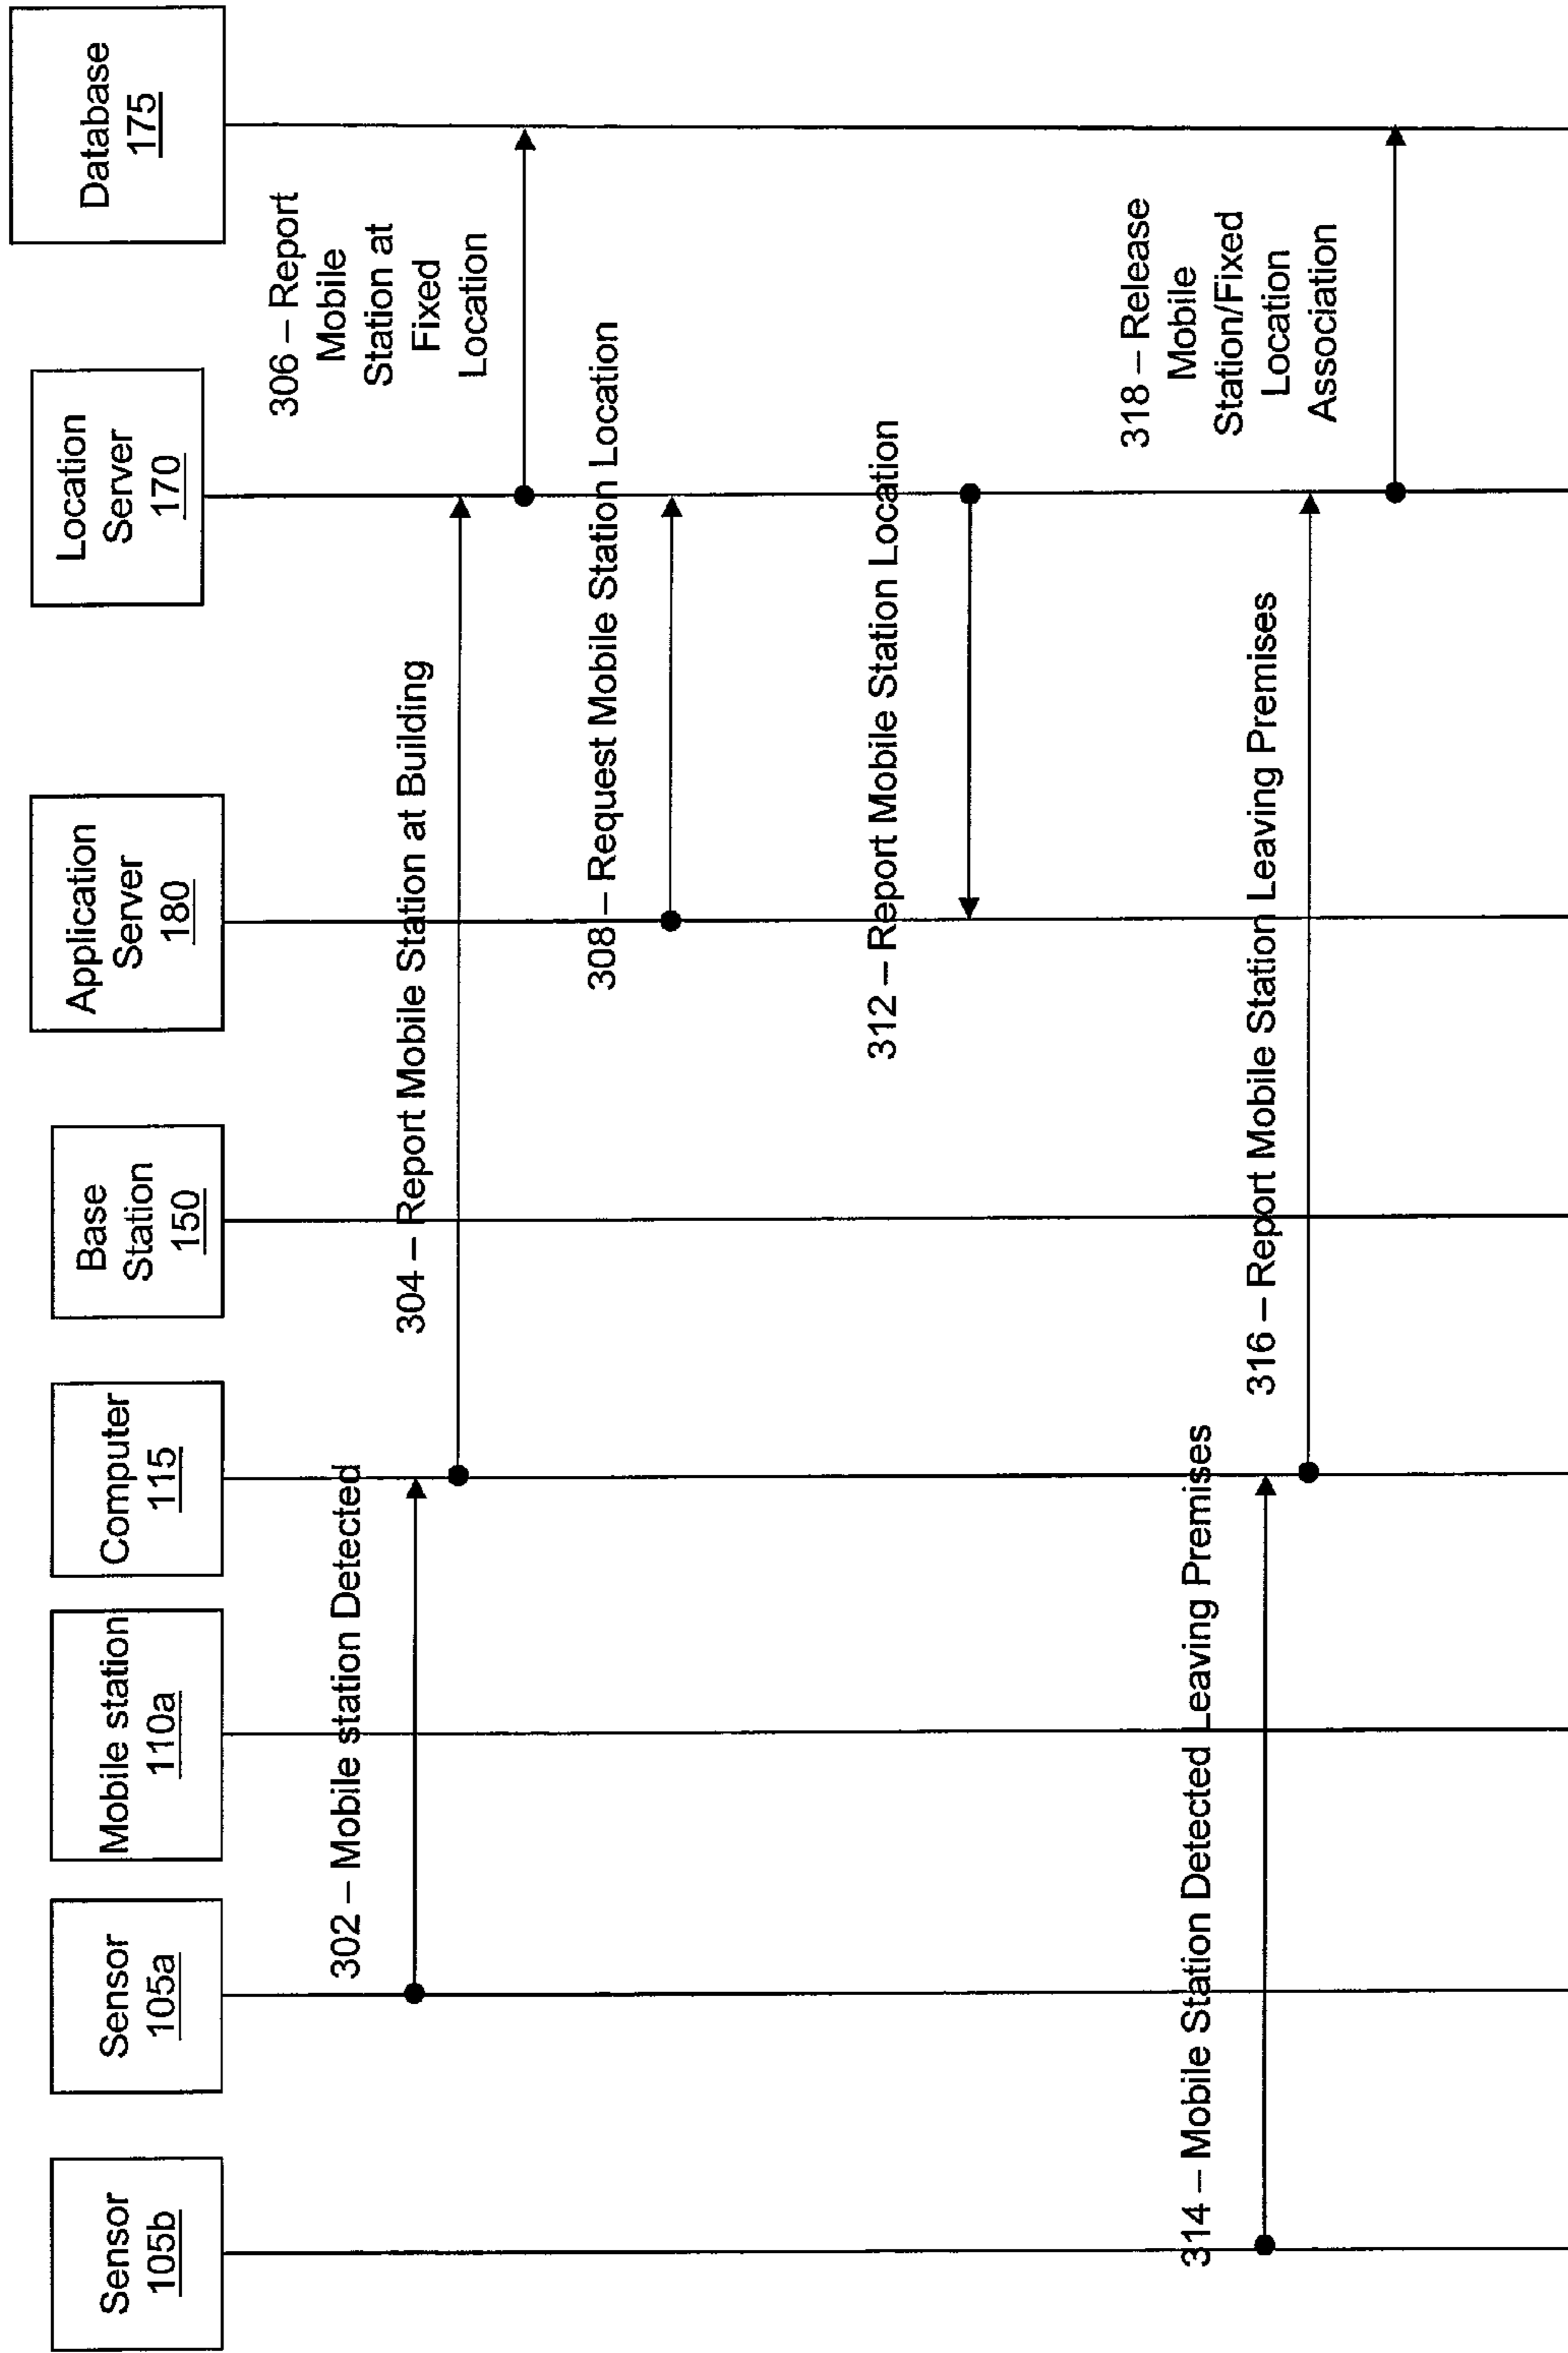 Sensor
105b
Sensor
105a
Mobile station
110a
Computer
115
Base
Station
150
Application
Server
180
Location
Server
170
Database
175
302 – Mobile station Detected
304 – Report Mobile Station at Building
306 – Report
Mobile
Station at
Fixed
Location
308 – Request Mobile Station Location
312 – Report Mobile Station Location
314 – Mobile Station Detected Leaving Premises
316 – Report Mobile Station Leaving Premises
318 – Release
Mobile
Station/Fixed
Location
Association